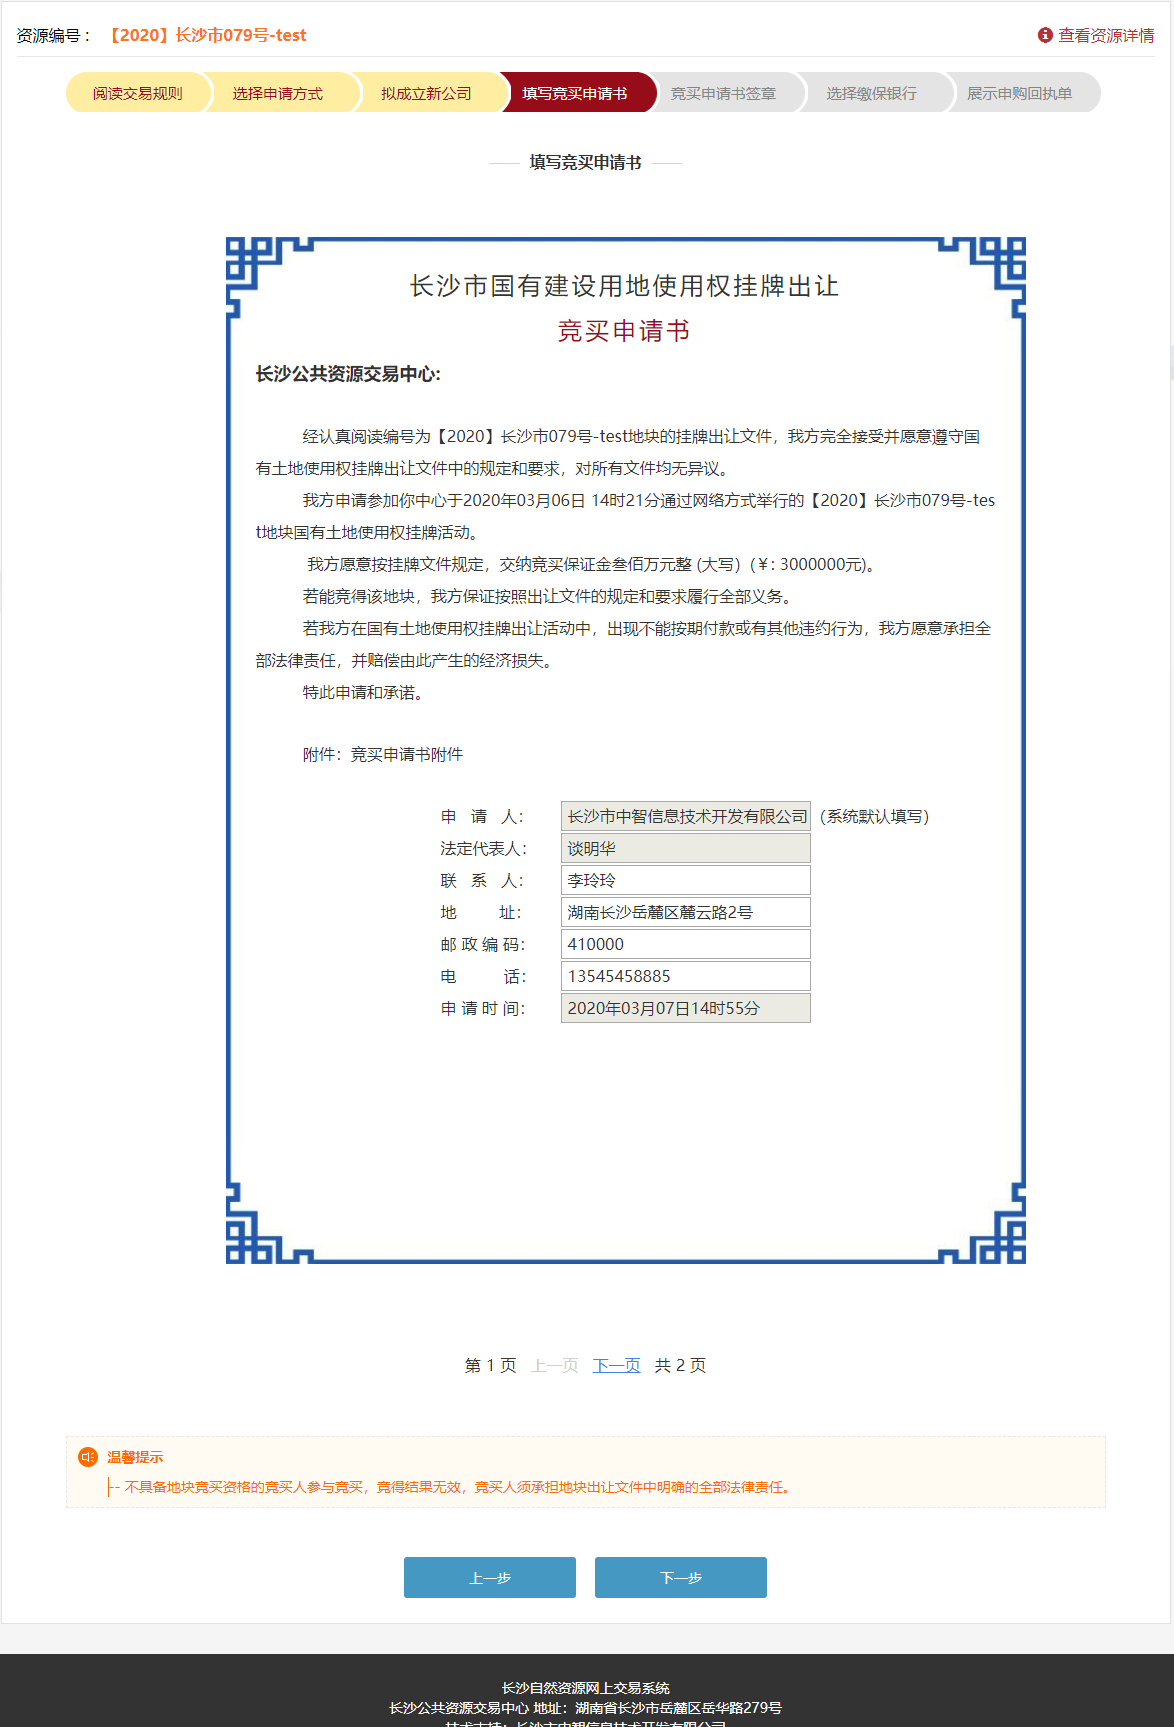 资源编号： 【2020】长沙市079号-test 查看资源详情
阅读交易规则 选择申请方式 拟成立新公司 填写竞买申请书 竞买申请书签章 选择缴保银行 展示申购回执单
填写竞买申请书
长沙市国有建设用地使用权挂牌出让
竞买申请书
长沙公共资源交易中心:
经认真阅读编号为【2020】长沙市079号-test地块的挂牌出让文件，我方完全接受并愿意遵守国
有土地使用权挂牌出让文件中的规定和要求，对所有文件均无异议。
我方申请参加你中心于2020年03月06日 14时21分通过网络方式举行的【2020】长沙市079号-tes
t地块国有土地使用权挂牌活动。
我方愿意按挂牌文件规定，交纳竞买保证金叁佰万元整 (大写)（¥: 3000000元)。
若能竞得该地块，我方保证按照出让文件的规定和要求履行全部义务。
若我方在国有土地使用权挂牌出让活动中，出现不能按期付款或有其他违约行为，我方愿意承担全
部法律责任，并赔偿由此产生的经济损失。
特此申请和承诺。
附件：竞买申请书附件
申 请 人： 长沙市中智信息技术开发有限公司 （系统默认填写）
法定代表人： 谈明华
联 系 人： 李玲玲
地 址： 湖南长沙岳麓区麓云路2号
邮 政 编 码： 410000
电 话： 13545458885
申 请 时 间： 2020年03月07日14时55分
第 1 页 上一页 下一页 共 2 页
温馨提示
-- 不具备地块竞买资格的竞买人参与竞买，竞得结果无效，竞买人须承担地块出让文件中明确的全部法律责任。
上一步 下一步
长沙自然资源网上交易系统
长沙公共资源交易中心 地址：湖南省长沙市岳麓区岳华路279号
技术支持：长沙市中智信息技术开发有限公司